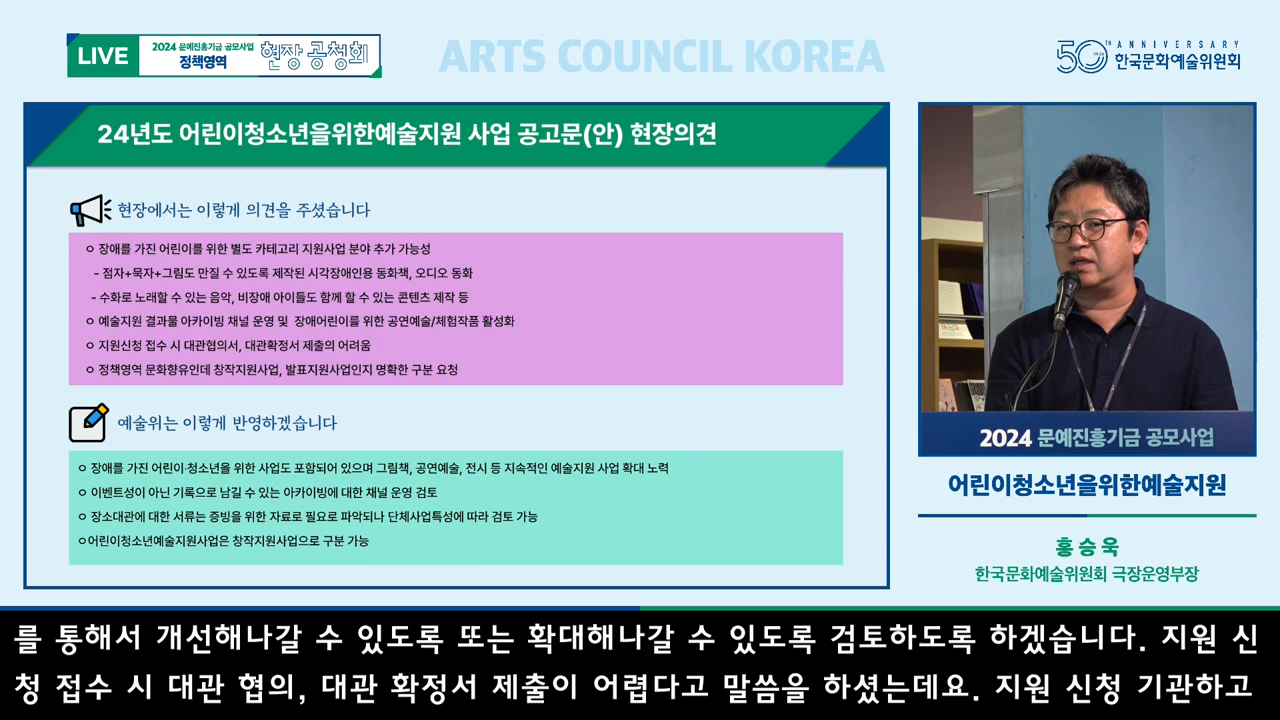 LIVE
2024 문예진흥기금 공모사업
정책영역
현장 공청회
ARTS COUNCIL KOREA
50TH ANNIVERSARY
한국문화예술위원회
24년도 어린이청소년을위한예술지원 사업 공고문(안) 현장의견
현장에서는 이렇게 의견을 주셨습니다
ㅇ 장애를 가진 어린이를 위한 별도 카테고리 지원사업 분야 추가 가능성
- 점자+묵자+그림도 만질 수 있도록 제작된 시각장애인용 동화책, 오디오 동화
- 수화로 노래할 수 있는 음악, 비장애 아이들도 함께 할 수 있는 콘텐츠 제작 등
ㅇ 예술지원 결과물 아카이빙 채널 운영 및 장애어린이를 위한 공연예술/체험작품 활성화
ㅇ 지원신청 접수 시 대관협의서, 대관확정서 제출의 어려움
ㅇ 정책영역 문화향유인데 창작지원사업, 발표지원사업인지 명확한 구분 요청
예술위는 이렇게 반영하겠습니다
ㅇ 장애를 가진 어린이·청소년을 위한 사업도 포함되어 있으며 그림책, 공연예술, 전시 등 지속적인 예술지원 사업 확대 노력
ㅇ 이벤트성이 아닌 기록으로 남길 수 있는 아카이빙에 대한 채널 운영 검토
ㅇ 장소대관에 대한 서류는 증빙을 위한 자료로 필요로 파악되나 단체사업특성에 따라 검토 가능
ㅇ어린이청소년예술지원사업은 창작지원사업으로 구분 가능
2024 문예진흥기금 공모사업
어린이청소년을위한예술지원
홍승욱
한국문화예술위원회 극장운영부장
를 통해서 개선해나갈 수 있도록 또는 확대해나갈 수 있도록 검토하도록 하겠습니다. 지원 신
청 접수 시 대관 협의, 대관 확정서 제출이 어렵다고 말씀을 하셨는데요. 지원 신청 기관하고